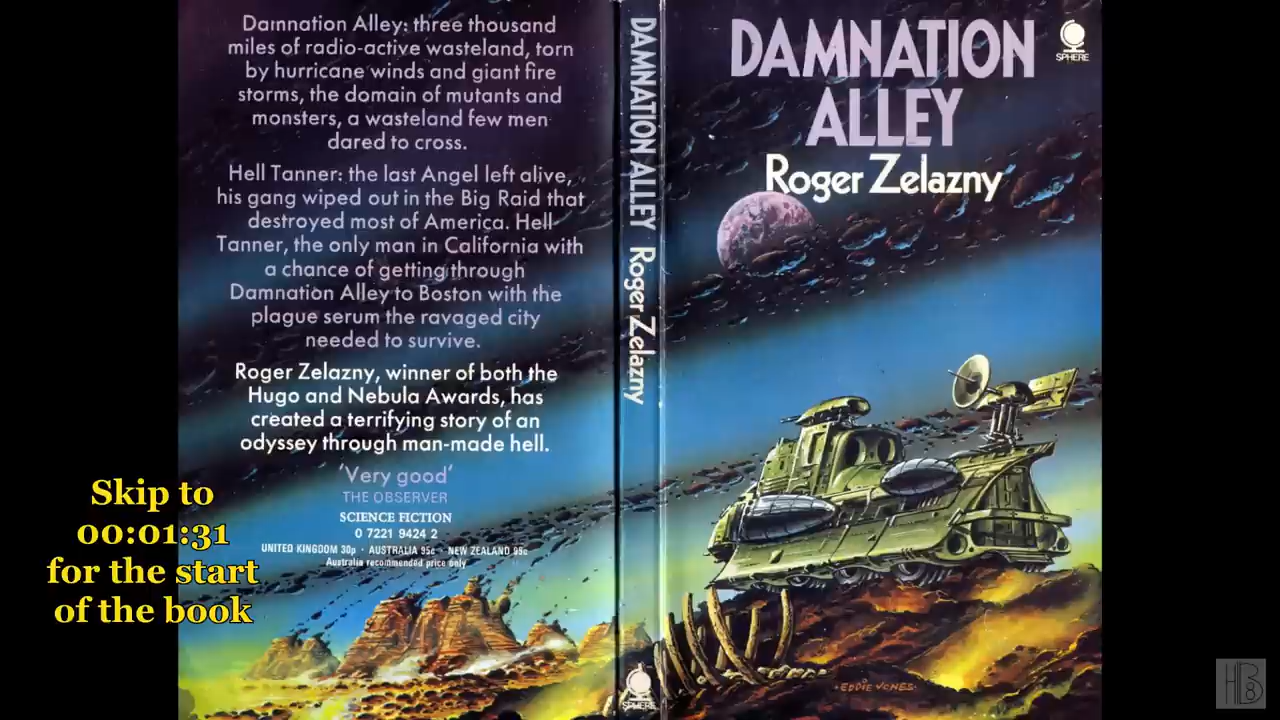 Damnation Alley: three thousand
miles of radio-active wasteland, torn
by hurricane winds and giant fire
storms, the domain of mutants and
monsters, a wasteland few men
dared to cross.
Hell Tanner: the last Angel left alive,
his gang wiped out in the Big Raid that
destroyed most of America. Hell
Tanner, the only man in California with
a chance of getting through
Damnation Alley to Boston with the
plague serum the ravaged city
needed to survive.
Roger Zelazny, winner of both the
Hugo and Nebula Awards, has
created a terrifying story of an
odyssey through man-made hell.
'Very good'
THE OBSERVER
SCIENCE FICTION
0 7221 9424 2
UNITED KINGDOM 30p · AUSTRALIA 95c · NEW ZEALAND 95c
Australia recommended price only
Skip to
00:01:31
for the start
of the book
DAMNATION ALLEY Roger Zelazny
SPHERE
DAMNATION
ALLEY
Roger Zelazny
SPHERE
·EDDIE JONES·
HB8